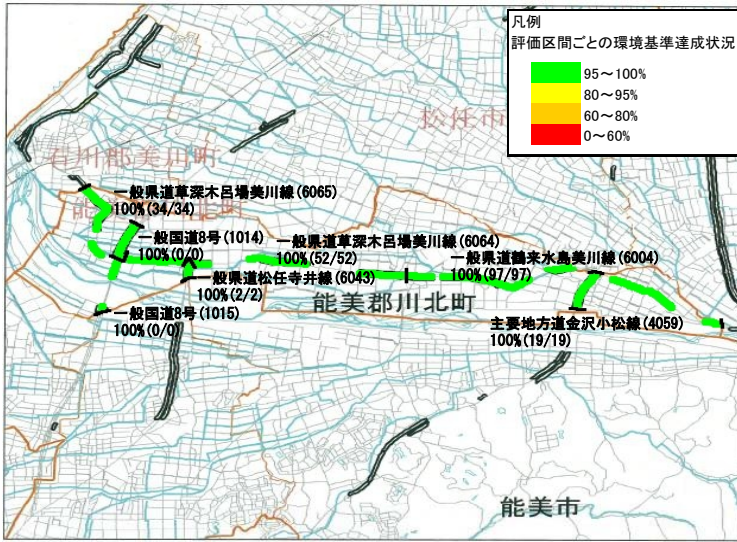 凡例
評価区間ごとの環境基準達成状況
95～100%
80～95%
60～80%
0～60%
松任市
石川郡美川町
一般県道草深木呂場美川線(6065)
100%(34/34)
一般国道8号(1014)
100%(0/0)
一般県道草深木呂場美川線(6064)
100%(52/52)
一般県道鶴来水島美川線(6004)
100%(97/97)
一般県道松任寺井線(6043)
100%(2/2)
能美郡川北町
一般国道8号(1015)
100%(0/0)
主要地方道金沢小松線(4059)
100%(19/19)
能美市